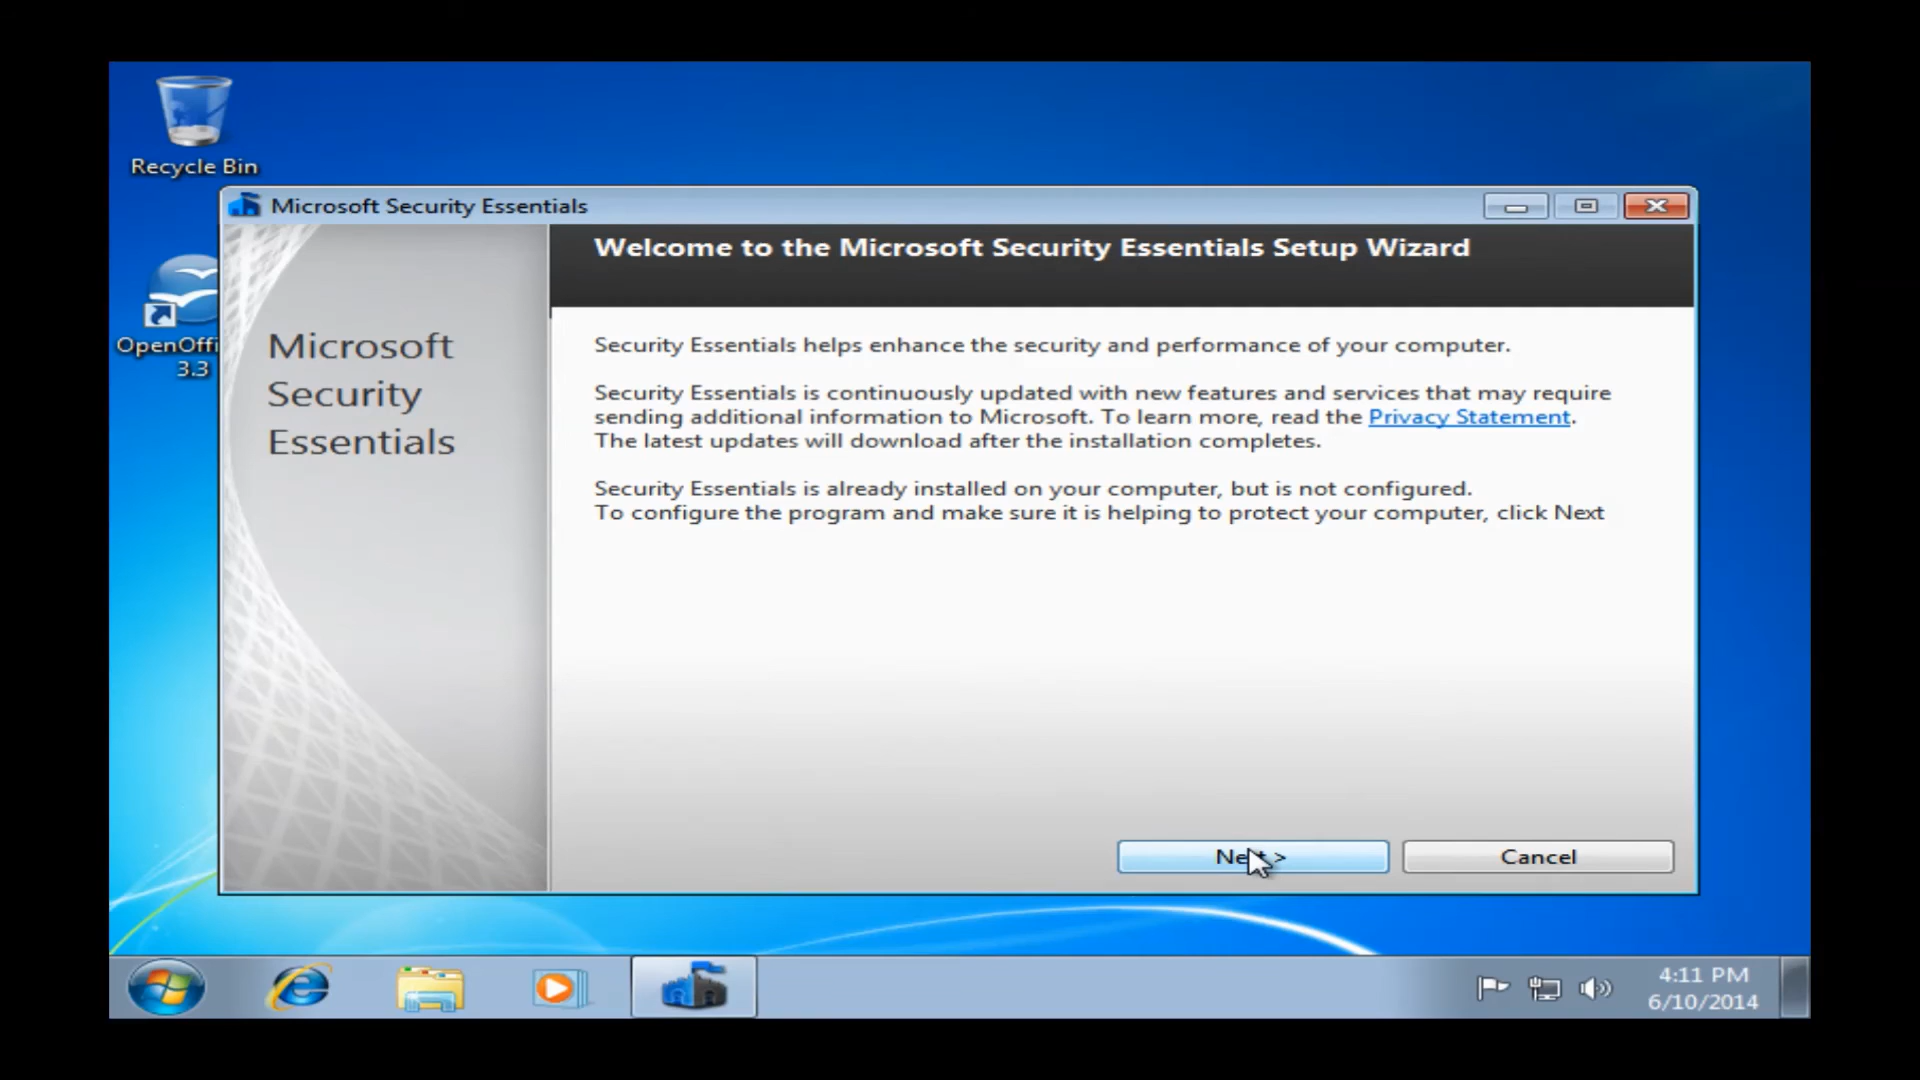 Recycle Bin
Microsoft Security Essentials
Welcome to the Microsoft Security Essentials Setup Wizard
OpenOffi
3.3
Microsoft
Security
Essentials
Security Essentials helps enhance the security and performance of your computer.
Security Essentials is continuously updated with new features and services that may require
sending additional information to Microsoft. To learn more, read the Privacy Statement.
The latest updates will download after the installation completes.
Security Essentials is already installed on your computer, but is not configured.
To configure the program and make sure it is helping to protect your computer, click Next
Next >
Cancel
4:11 PM
6/10/2014